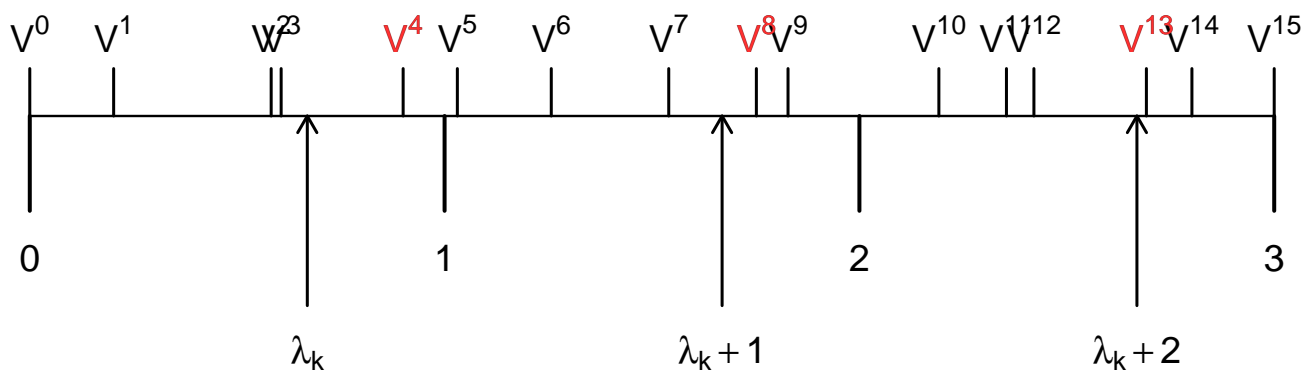 V⁰ V¹ V² V³ V⁴ V⁵ V⁶ V⁷ V⁸ V⁹ V¹⁰ V¹¹ V¹² V¹³ V¹⁴ V¹⁵
0 1 2 3
λₖ λₖ + 1 λₖ + 2